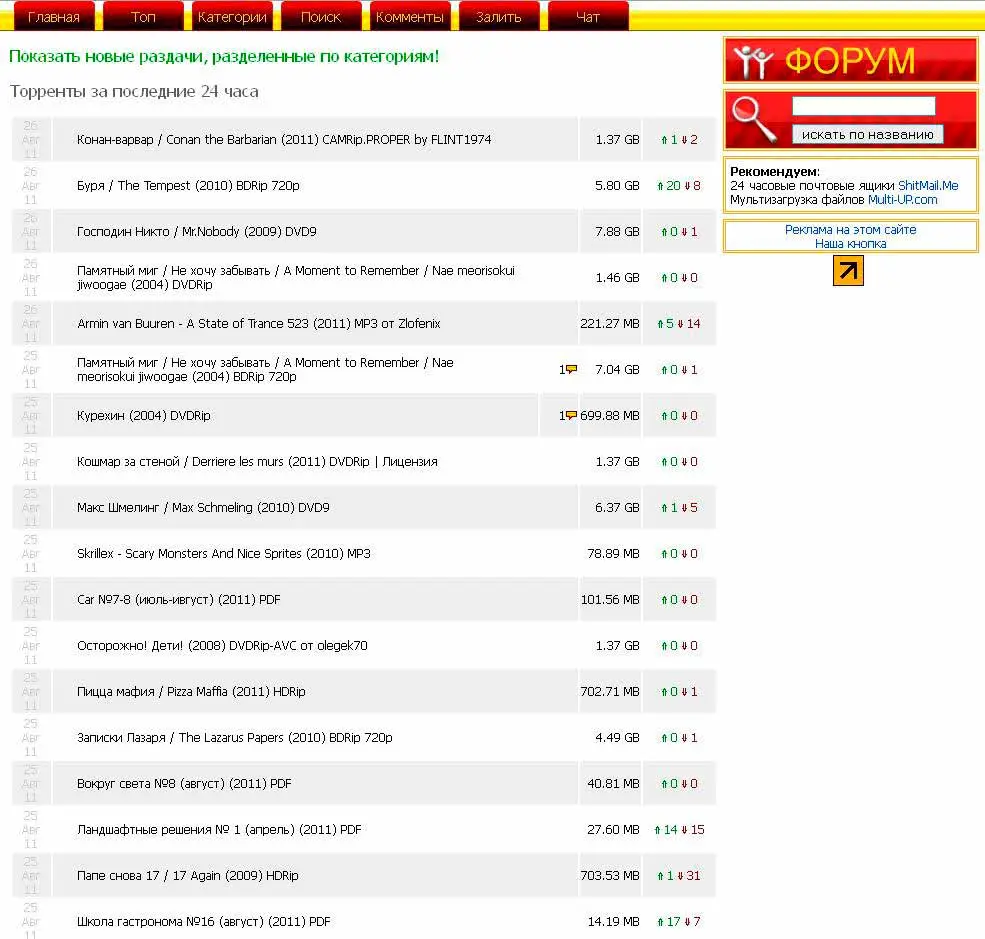 Главная Топ Категории Поиск Комменты Залить Чат
Показать новые раздачи, разделенные по категориям!
Торренты за последние 24 часа
26 Авг 11 Конан-варвар / Conan the Barbarian (2011) CAMRip.PROPER by FLINT1974 1.37 GB 1 2
26 Авг 11 Буря / The Tempest (2010) BDRip 720p 5.80 GB 20 8
26 Авг 11 Господин Никто / Mr.Nobody (2009) DVD9 7.88 GB 0 1
26 Авг 11 Памятный миг / Не хочу забывать / A Moment to Remember / Nae meorisokui
jiwoogae (2004) DVDRip 1.46 GB 0 0
26 Авг 11 Armin van Buuren - A State of Trance 523 (2011) MP3 от Zlofenix 221.27 MB 5 14
25 Авг 11 Памятный миг / Не хочу забывать / A Moment to Remember / Nae
meorisokui jiwoogae (2004) BDRip 720p 1 7.04 GB 0 1
25 Авг 11 Курехин (2004) DVDRip 1 699.88 MB 0 0
25 Авг 11 Кошмар за стеной / Derriere les murs (2011) DVDRip | Лицензия 1.37 GB 0 0
25 Авг 11 Макс Шмелинг / Max Schmeling (2010) DVD9 6.37 GB 1 5
25 Авг 11 Skrillex - Scary Monsters And Nice Sprites (2010) MP3 78.89 MB 0 0
25 Авг 11 Car №7-8 (июль-ивгуст) (2011) PDF 101.56 MB 0 0
25 Авг 11 Осторожно! Дети! (2008) DVDRip-AVC от olegek70 1.37 GB 0 0
25 Авг 11 Пицца мафия / Pizza Maffia (2011) HDRip 702.71 MB 0 1
25 Авг 11 Записки Лазаря / The Lazarus Papers (2010) BDRip 720p 4.49 GB 0 1
25 Авг 11 Вокруг света №8 (август) (2011) PDF 40.81 MB 0 0
25 Авг 11 Ландшафтные решения № 1 (апрель) (2011) PDF 27.60 MB 14 15
25 Авг 11 Папе снова 17 / 17 Again (2009) HDRip 703.53 MB 1 31
25 Авг 11 Школа гастронома №16 (август) (2011) PDF 14.19 MB 17 7
ФОРУМ
искать по названию
Рекомендуем:
24 часовые почтовые ящики ShitMail.Me
Мультизагрузка файлов Multi-UP.com
Реклама на этом сайте
Наша кнопка